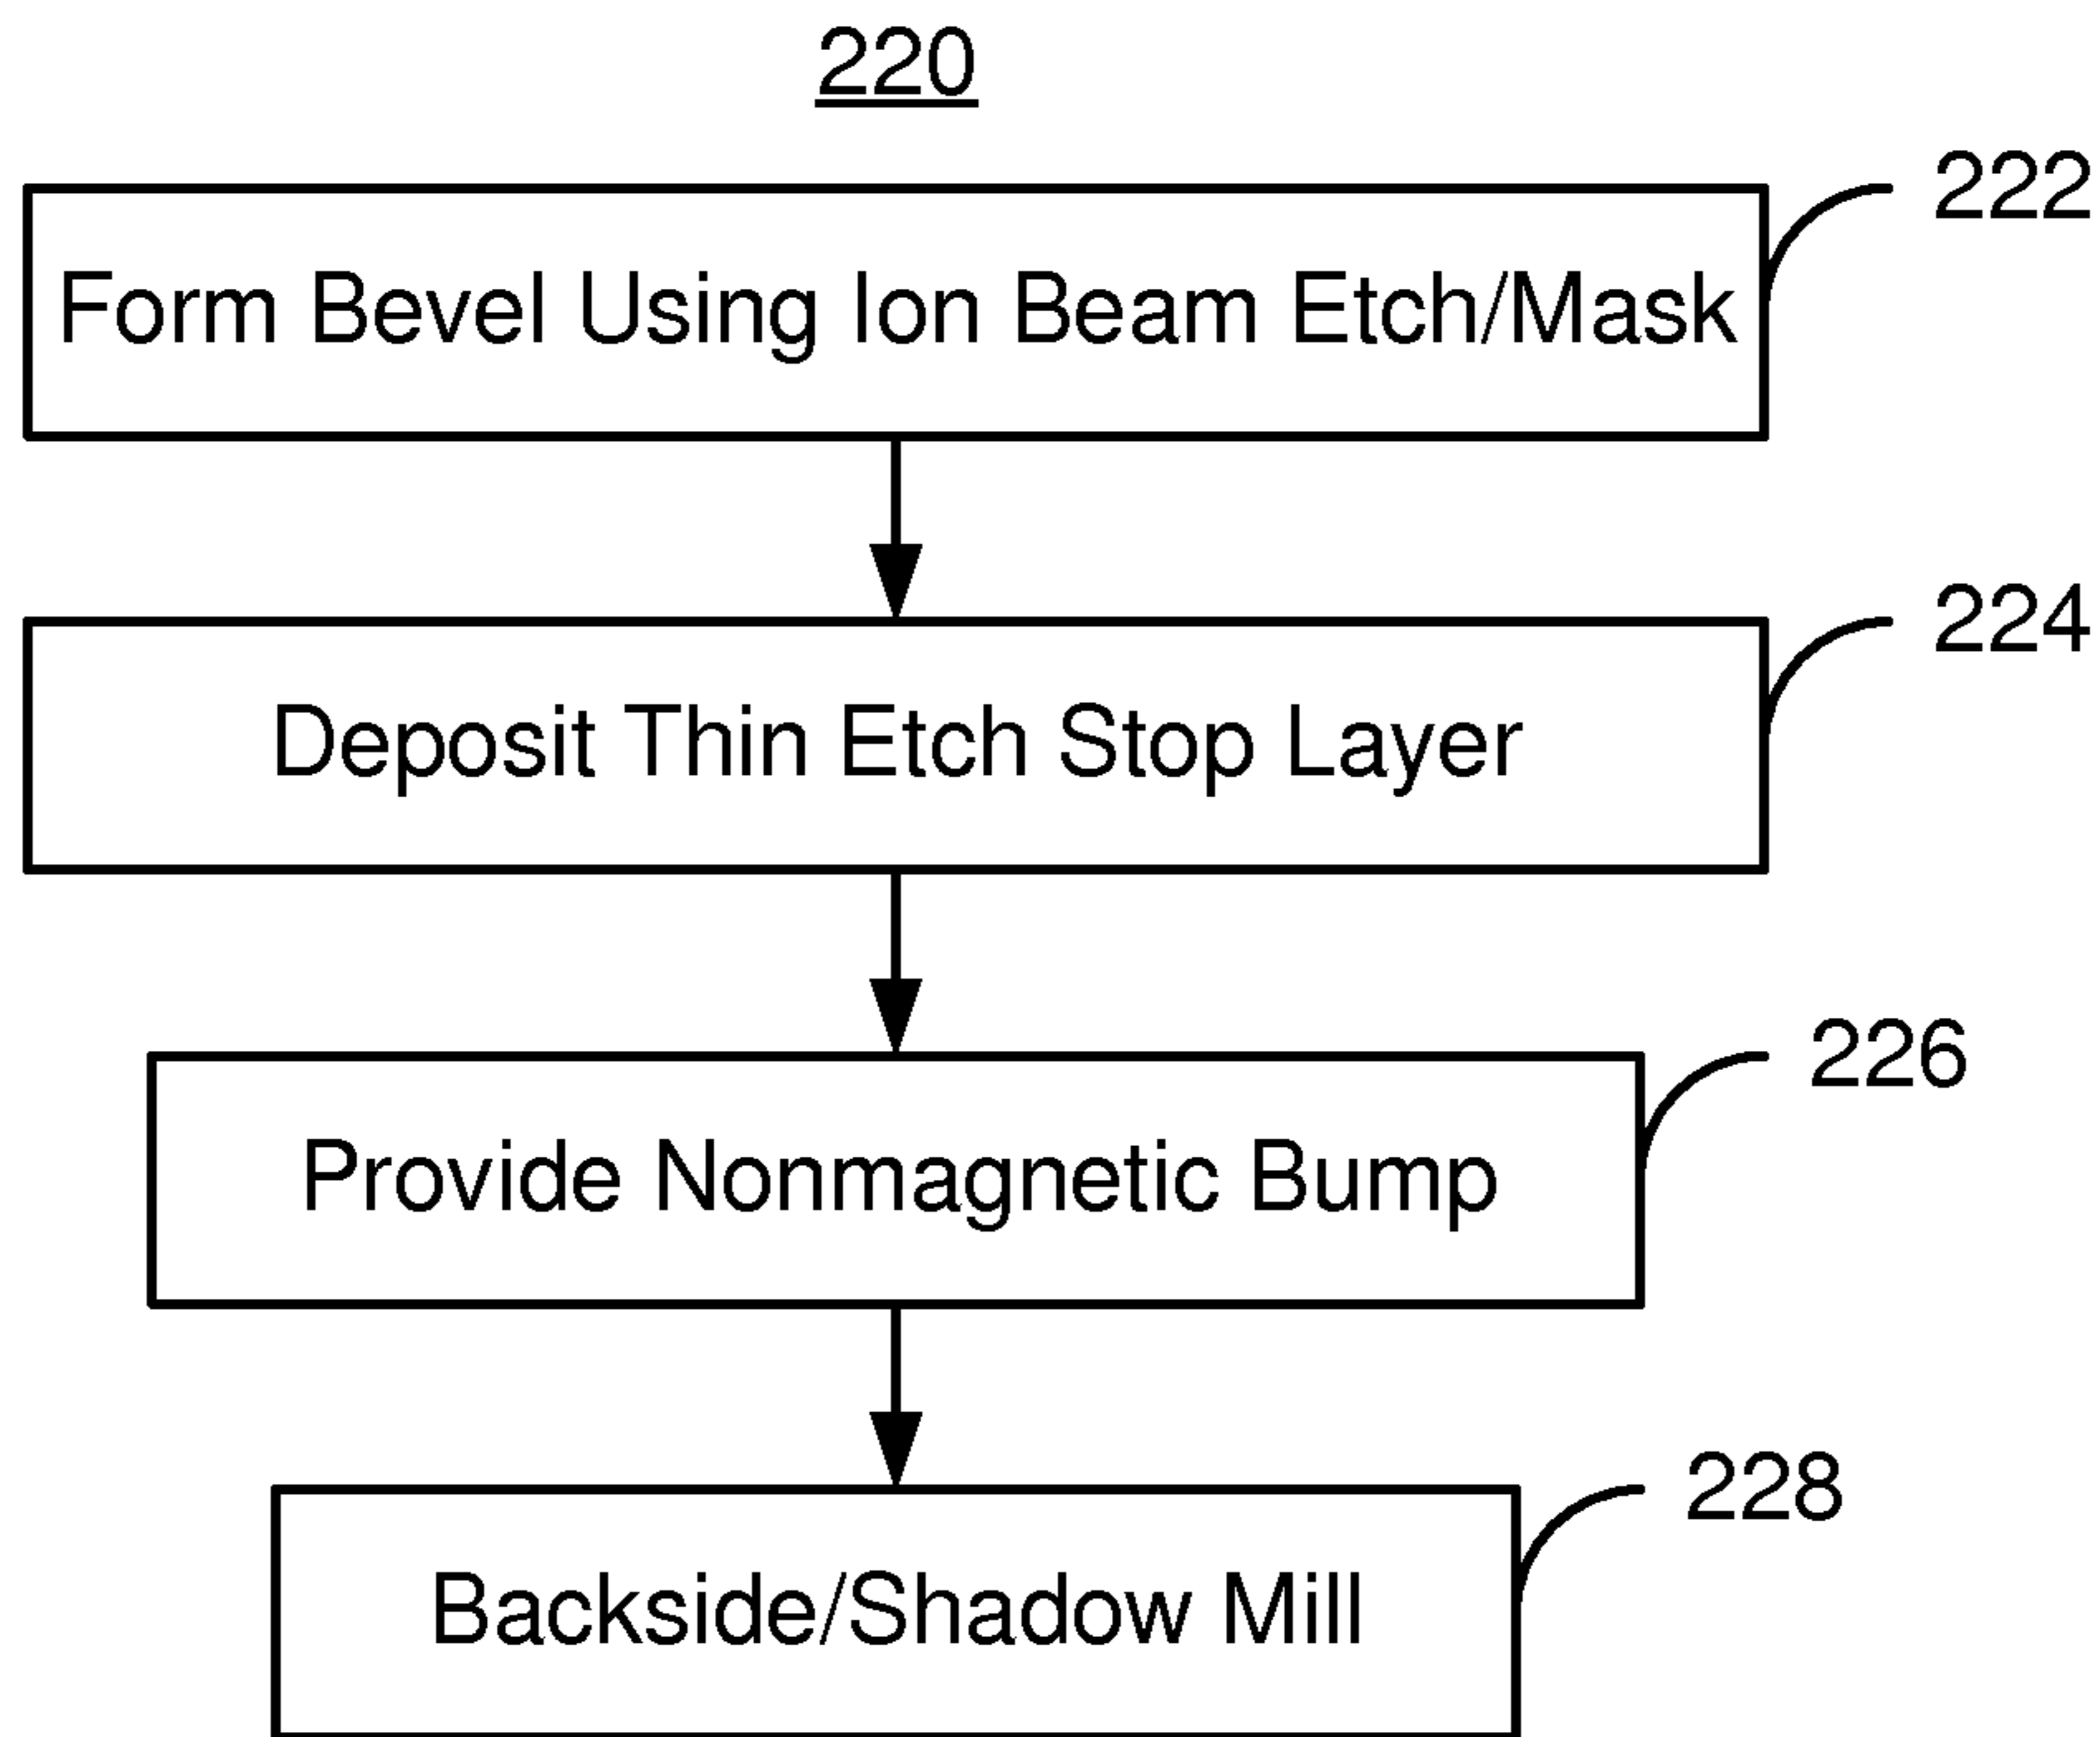 220
222
Form Bevel Using Ion Beam Etch/Mask
224
Deposit Thin Etch Stop Layer
226
Provide Nonmagnetic Bump
228
Backside/Shadow Mill